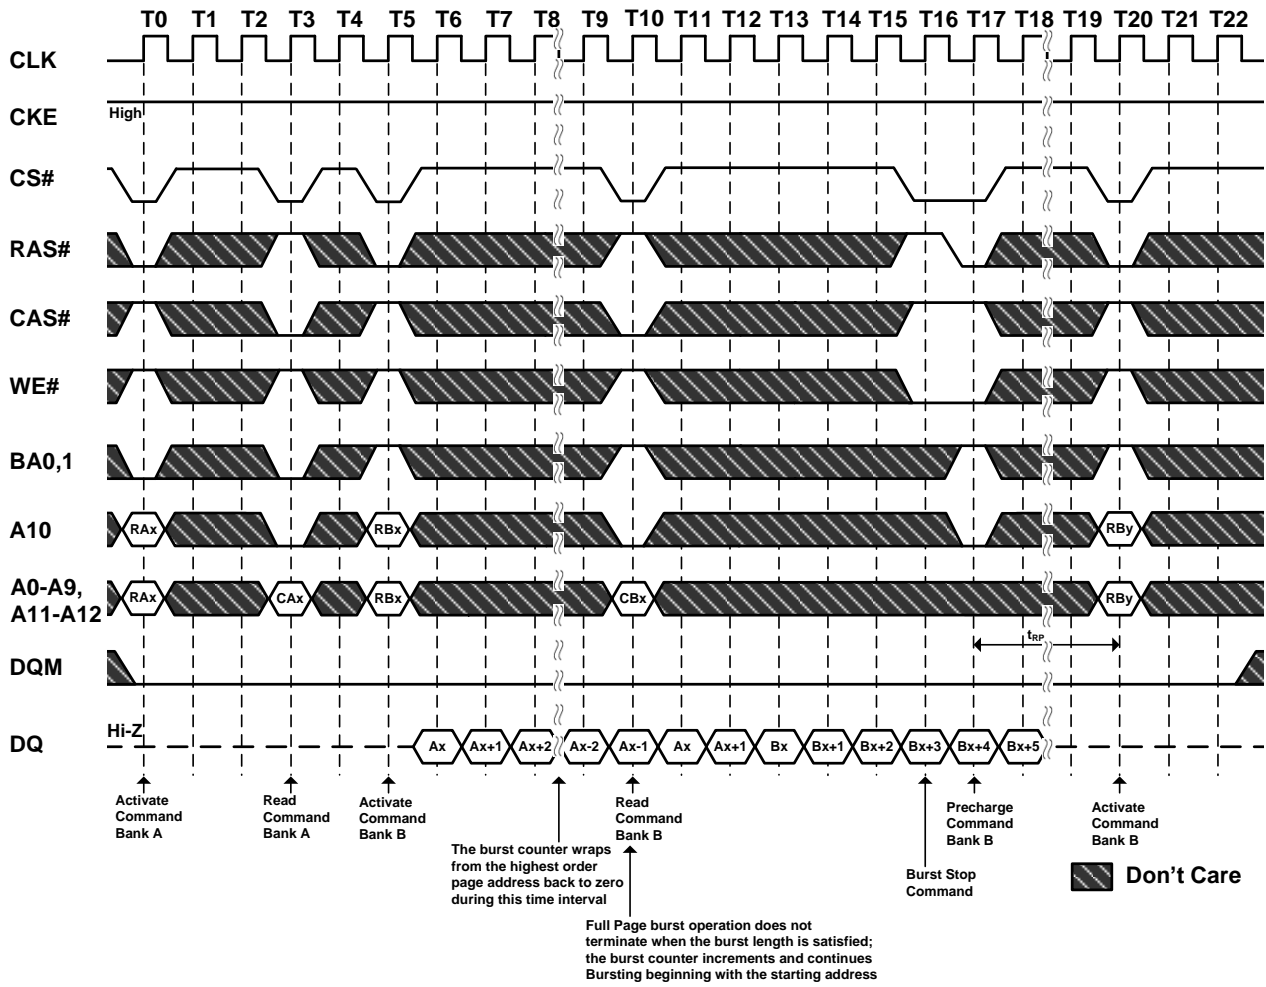 T0 T1 T2 T3 T4 T5 T6 T7 T8 T9 T10 T11 T12 T13 T14 T15 T16 T17 T18 T19 T20 T21 T22
CLK
CKE
High
CS#
RAS#
CAS#
WE#
BA0,1
A10
RAx RBx RBy
A0-A9,
A11-A12
RAx CAx RBx CBx RBy
tRP
DQM
Hi-Z
DQ
Ax Ax+1 Ax+2 Ax-2 Ax-1 Ax Ax+1 Bx Bx+1 Bx+2 Bx+3 Bx+4 Bx+5
Activate
Command
Bank A
Read
Command
Bank A
Activate
Command
Bank B
The burst counter wraps
from the highest order
page address back to zero
during this time interval
Read
Command
Bank B
Full Page burst operation does not
terminate when the burst length is satisfied;
the burst counter increments and continues
Bursting beginning with the starting address
Burst Stop
Command
Precharge
Command
Bank B
Activate
Command
Bank B
Don't Care